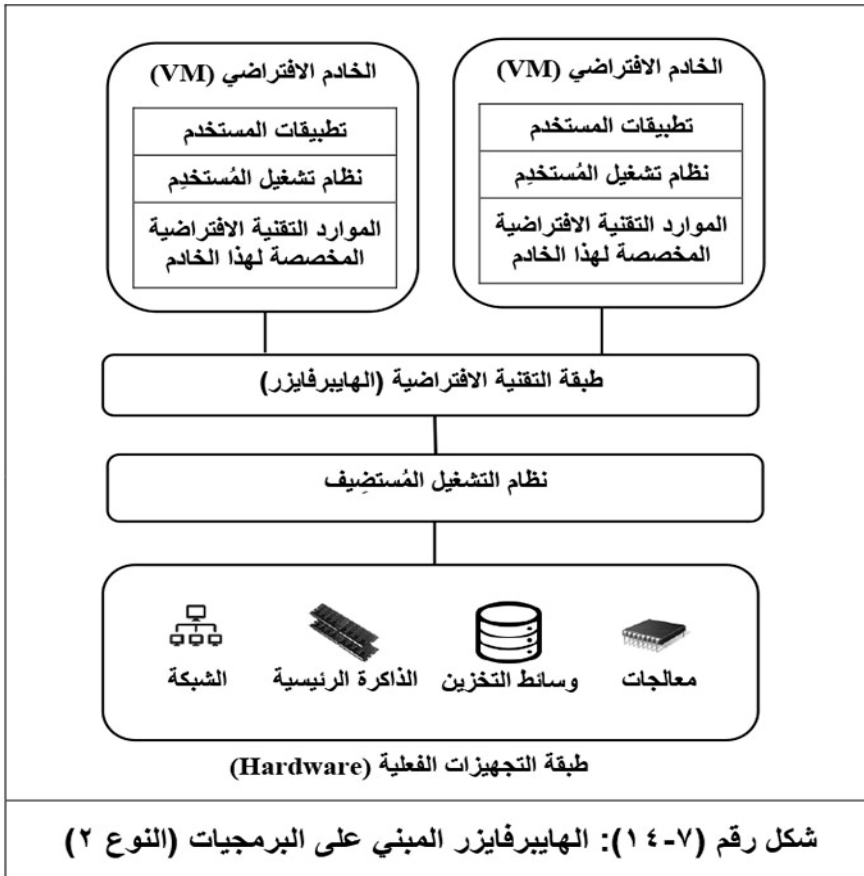 الخادم الافتراضي (VM)
تطبيقات المستخدم
نظام تشغيل المُستخدِم
الموارد التقنية الافتراضية
المخصصة لهذا الخادم
الخادم الافتراضي (VM)
تطبيقات المستخدم
نظام تشغيل المُستخدِم
الموارد التقنية الافتراضية
المخصصة لهذا الخادم
طبقة التقنية الافتراضية (الهايبرفايزر)
نظام التشغيل المُستضِيف
معالجات
وسائط التخزين
الذاكرة الرئيسية
الشبكة
طبقة التجهيزات الفعلية (Hardware)
شكل رقم (٧-١٤): الهايبرفايزر المبني على البرمجيات (النوع ٢)